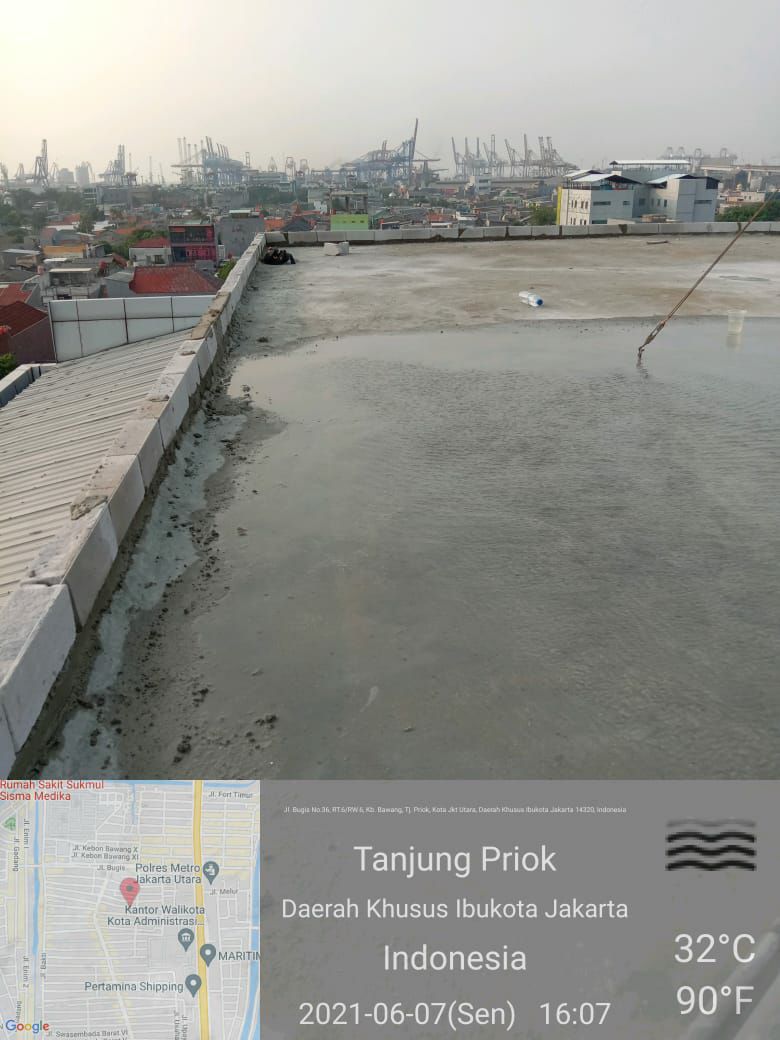 Rumah Sakit Sukmul
Sisma Medika
Jl. Fort Timur
Jl. Enim I
Jl. Gadang
Jl. Kebon Bawang X
Jl. Kebon Bawang XI
Jl. Bugis
Polres Metro
Jakarta Utara
Jl. Melur
Kantor Walikota
Kota Administrasi...
MARITIM
Jl. Enim 2
Pertamina Shipping
Google
Jl. Swasembada Barat VI
Jl. Bugis No.36, RT.6/RW.6, Kb. Bawang, Tj. Priok, Kota Jkt Utara, Daerah Khusus Ibukota Jakarta 14320, Indonesia
Tanjung Priok
Daerah Khusus Ibukota Jakarta
Indonesia
2021-06-07(Sen) 16:07
32°C
90°F